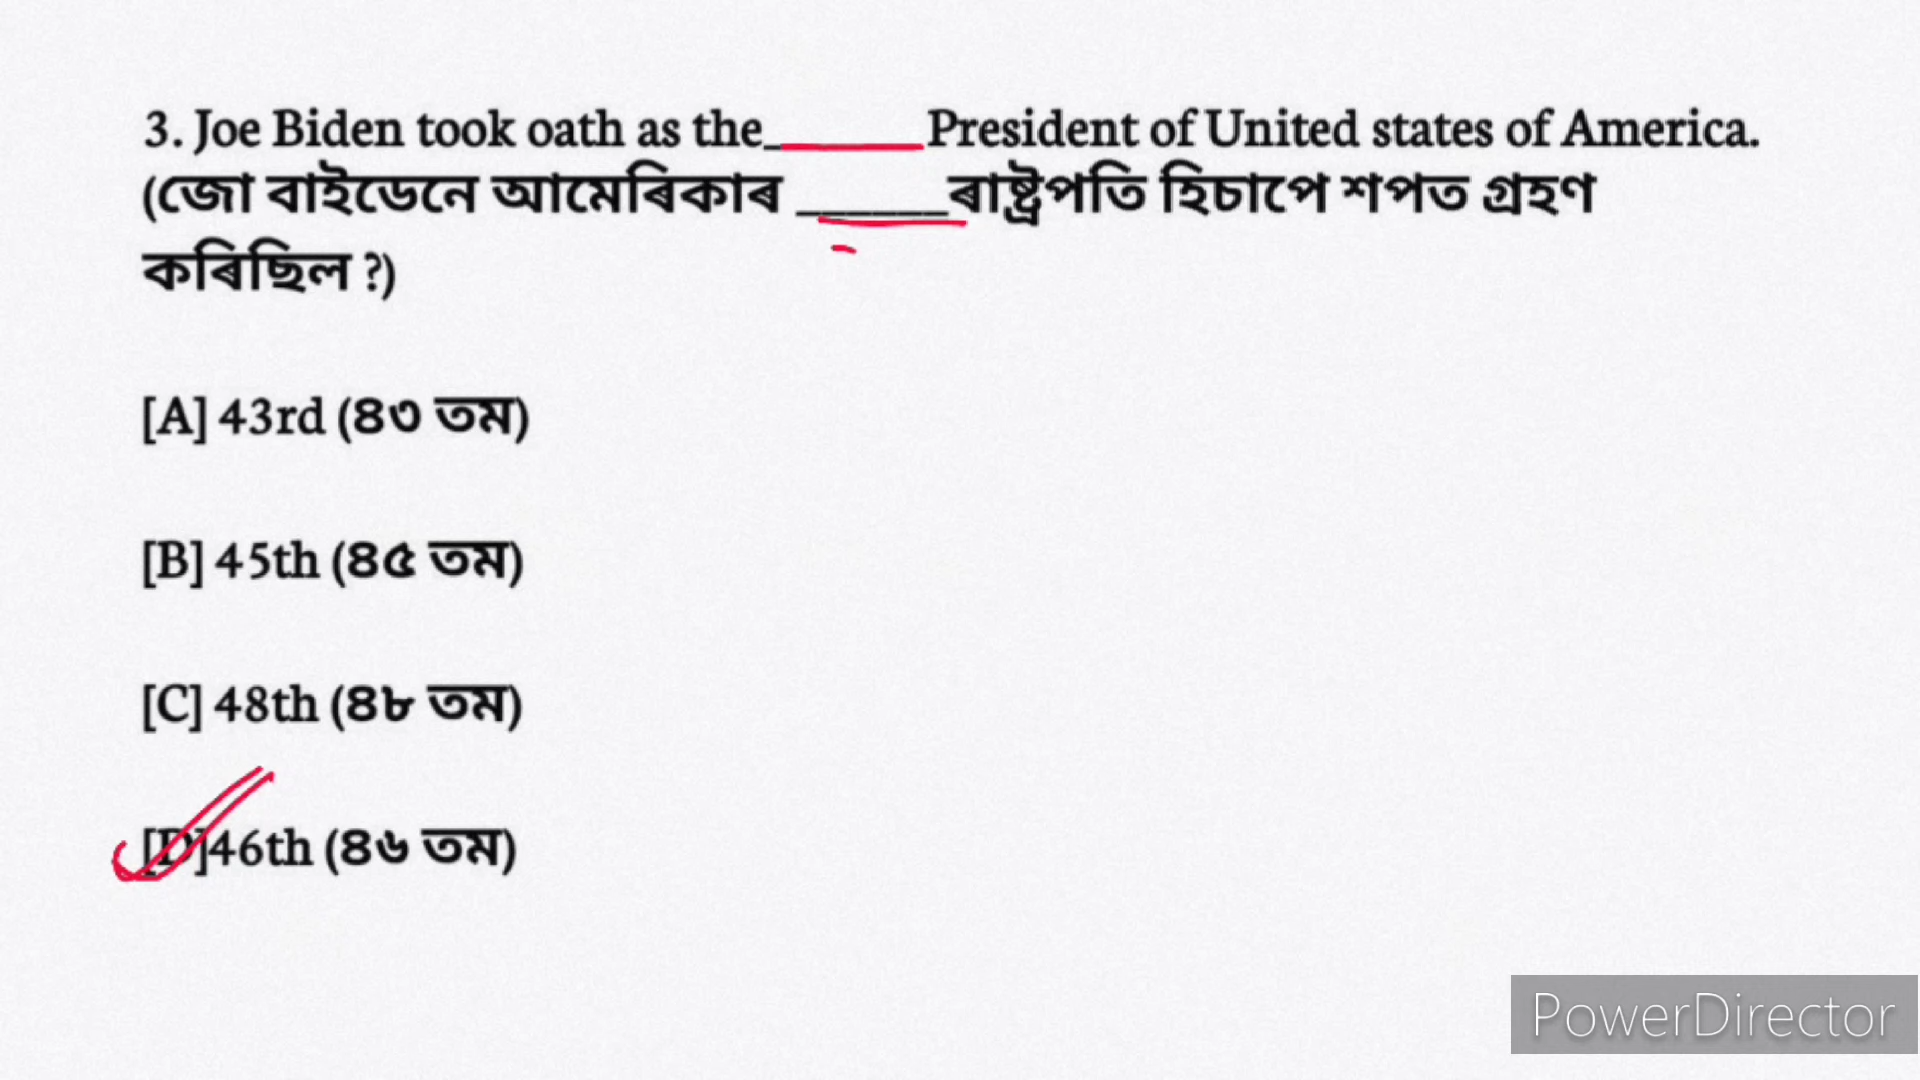 3. Joe Biden took oath as the_______President of United states of America.
(জো বাইডেনে আমেৰিকাৰ ______ৰাষ্ট্ৰপতি হিচাপে শপত গ্ৰহণ
কৰিছিল ?)
[A] 43rd (৪৩ তম)
[B] 45th (৪৫ তম)
[C] 48th (৪৮ তম)
[D]46th (৪৬ তম)
PowerDirector